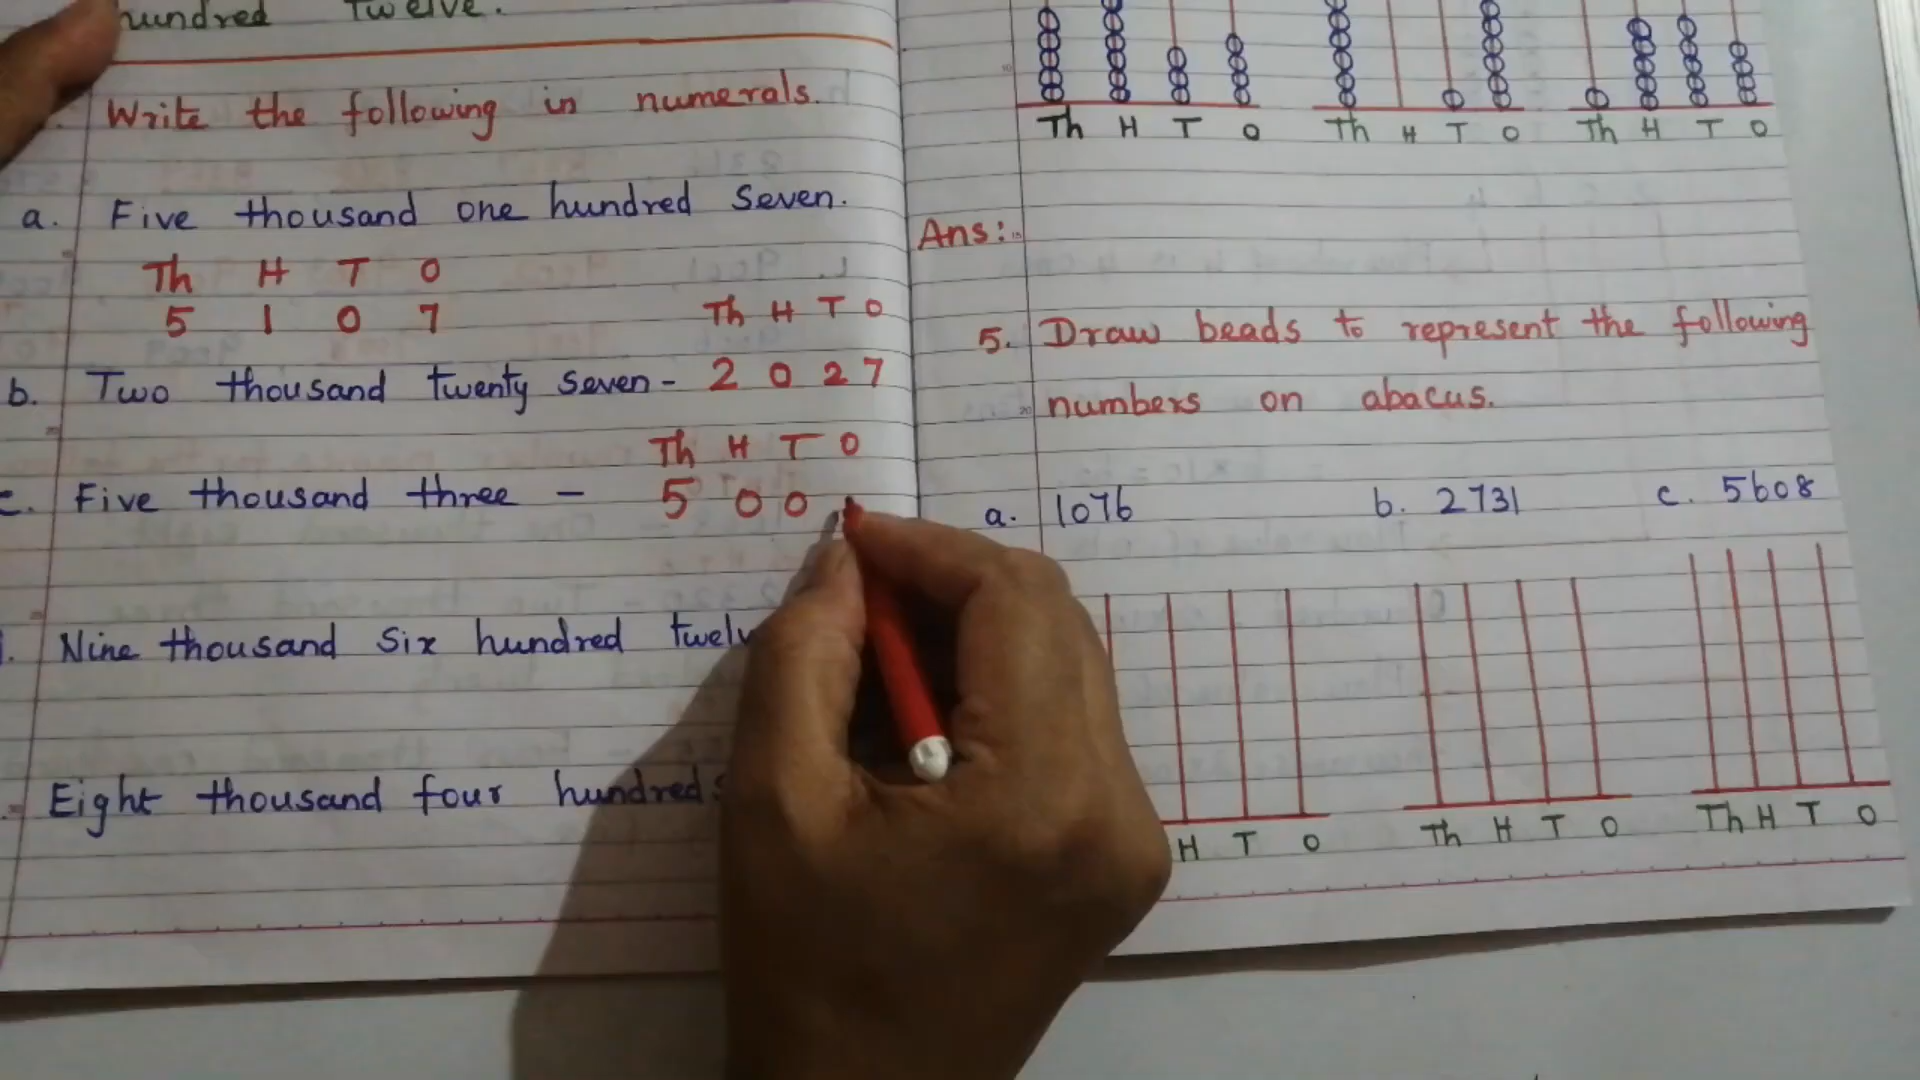 hundred twelve.
Write the following in numerals.
a. Five thousand one hundred seven.
Th H T O
5 1 0 7
Th H T O
b. Two thousand twenty seven - 2 0 2 7
Th H T O
c. Five thousand three - 5 0 0
Nine thousand six hundred
Eight thousand four hundred
Th H T O Th H T O Th H T O
Ans:
5. Draw beads to represent the following
numbers on abacus.
a. 1076 b. 2731 c. 5608
H T O Th H T O Th H T O